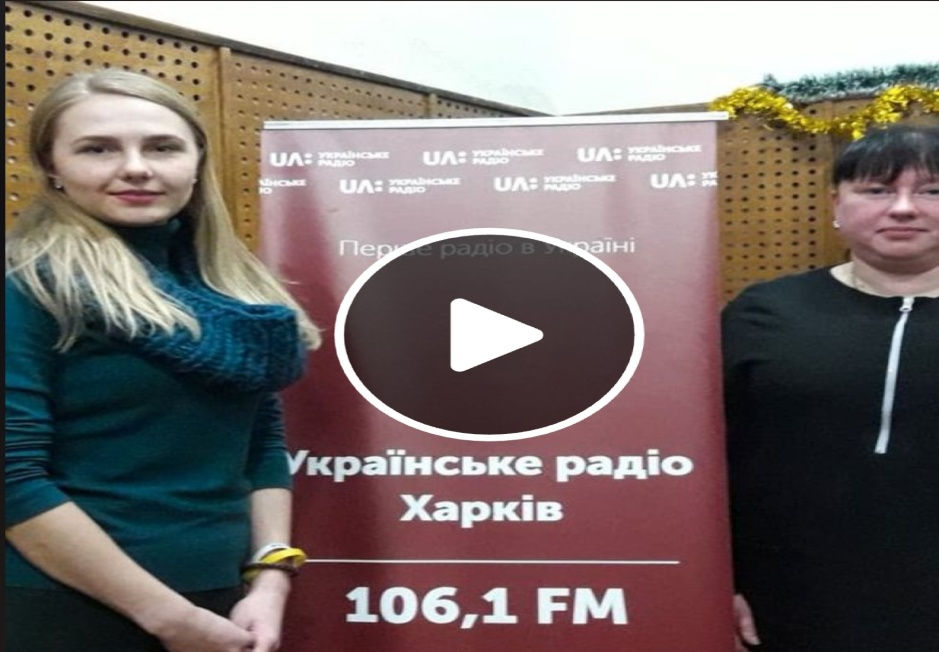 UA: УКРАЇНСЬКЕ РАДІО UA: УКРАЇНСЬКЕ РАДІО UA: УКРАЇНСЬКЕ РАДІО
UA: УКРАЇНСЬКЕ РАДІО UA: УКРАЇНСЬКЕ РАДІО UA:
радіо в Україні
Українське радіо
Харків
106,1 FM